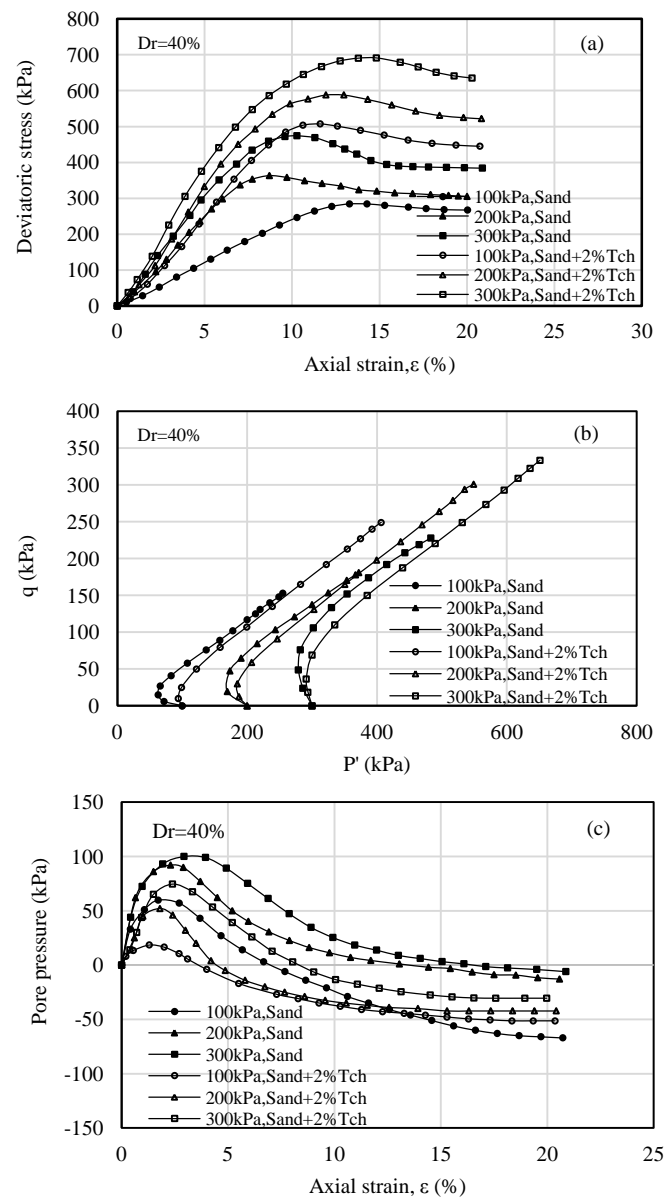 800
700
600
500
400
300
200
100
0
Deviatoric stress (kPa)
Dr=40%
(a)
100kPa,Sand
200kPa,Sand
300kPa,Sand
100kPa,Sand+2%Tch
200kPa,Sand+2%Tch
300kPa,Sand+2%Tch
0 5 10 15 20 25 30
Axial strain,ε (%)
400
350
300
250
200
150
100
50
0
q (kPa)
Dr=40%
(b)
100kPa,Sand
200kPa,Sand
300kPa,Sand
100kPa,Sand+2%Tch
200kPa,Sand+2%Tch
300kPa,Sand+2%Tch
0 200 400 600 800
P' (kPa)
150
100
50
0
-50
-100
-150
Pore pressure (kPa)
Dr=40%
(c)
100kPa,Sand
200kPa,Sand
300kPa,Sand
100kPa,Sand+2%Tch
200kPa,Sand+2%Tch
300kPa,Sand+2%Tch
0 5 10 15 20 25
Axial strain, ε (%)